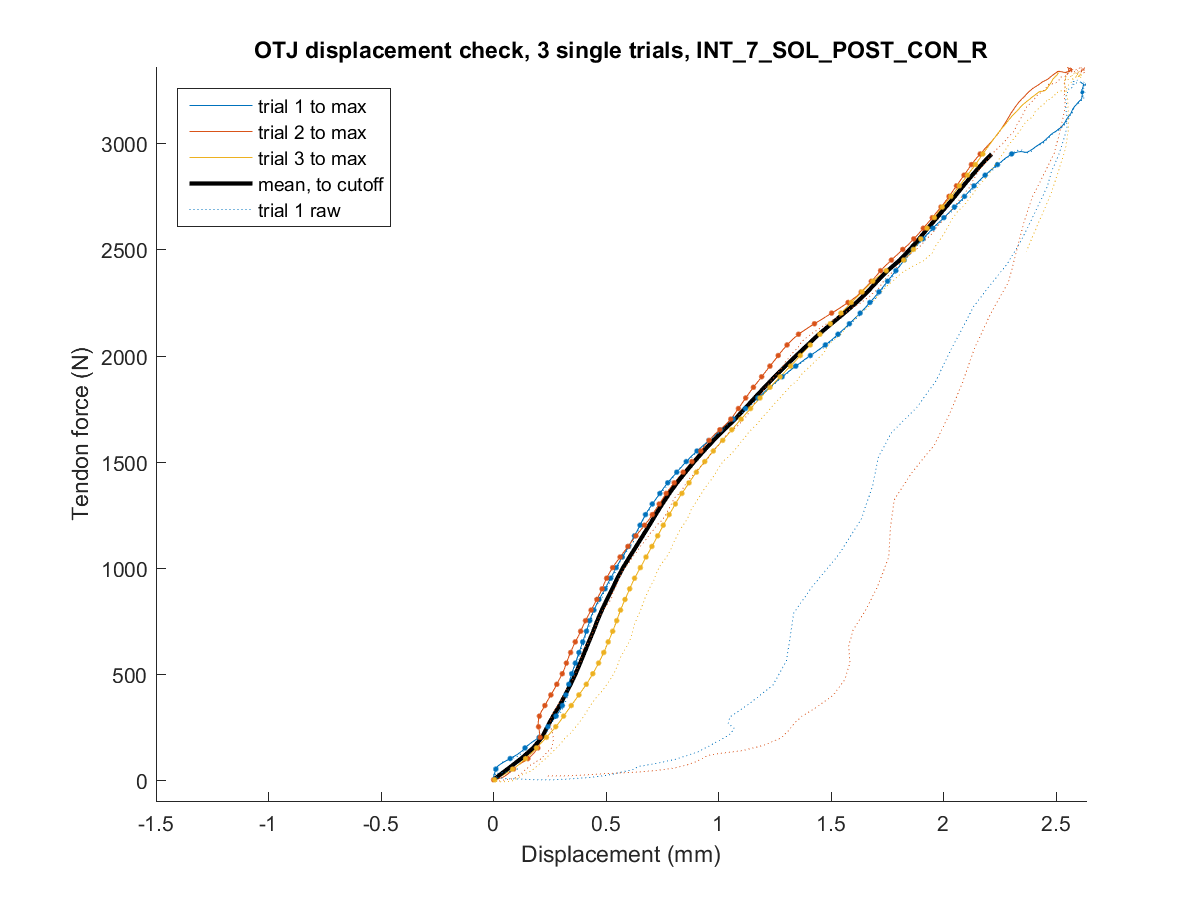 OTJ displacement check, 3 single trials, INT_7_SOL_POST_CON_R
trial 1 to max
trial 2 to max
trial 3 to max
mean, to cutoff
trial 1 raw
3000
2500
2000
1500
1000
500
0
Tendon force (N)
-1.5 -1 -0.5 0 0.5 1 1.5 2 2.5
Displacement (mm)